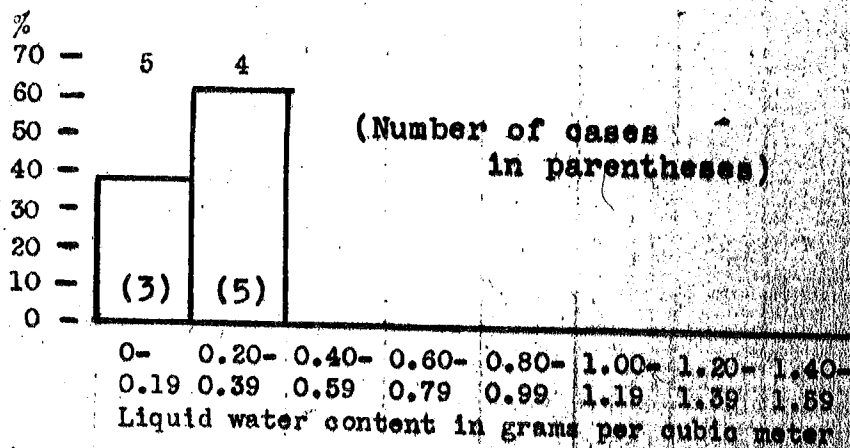 %
70 5 4
60
50 (Number of cases
40 in parentheses)
30
20
10 (3) (5)
0
0- 0.20- 0.40- 0.60- 0.80- 1.00- 1.20- 1.40-
0.19 0.39 0.59 0.79 0.99 1.19 1.39 1.59
Liquid water content in grams per cubic meter